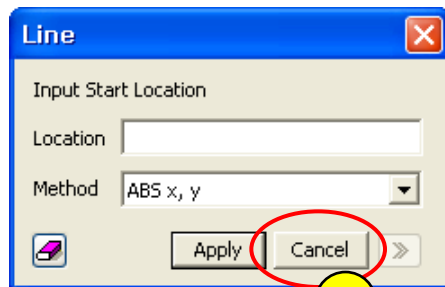 Line
Input Start Location
Location
Method ABS x, y
Apply Cancel